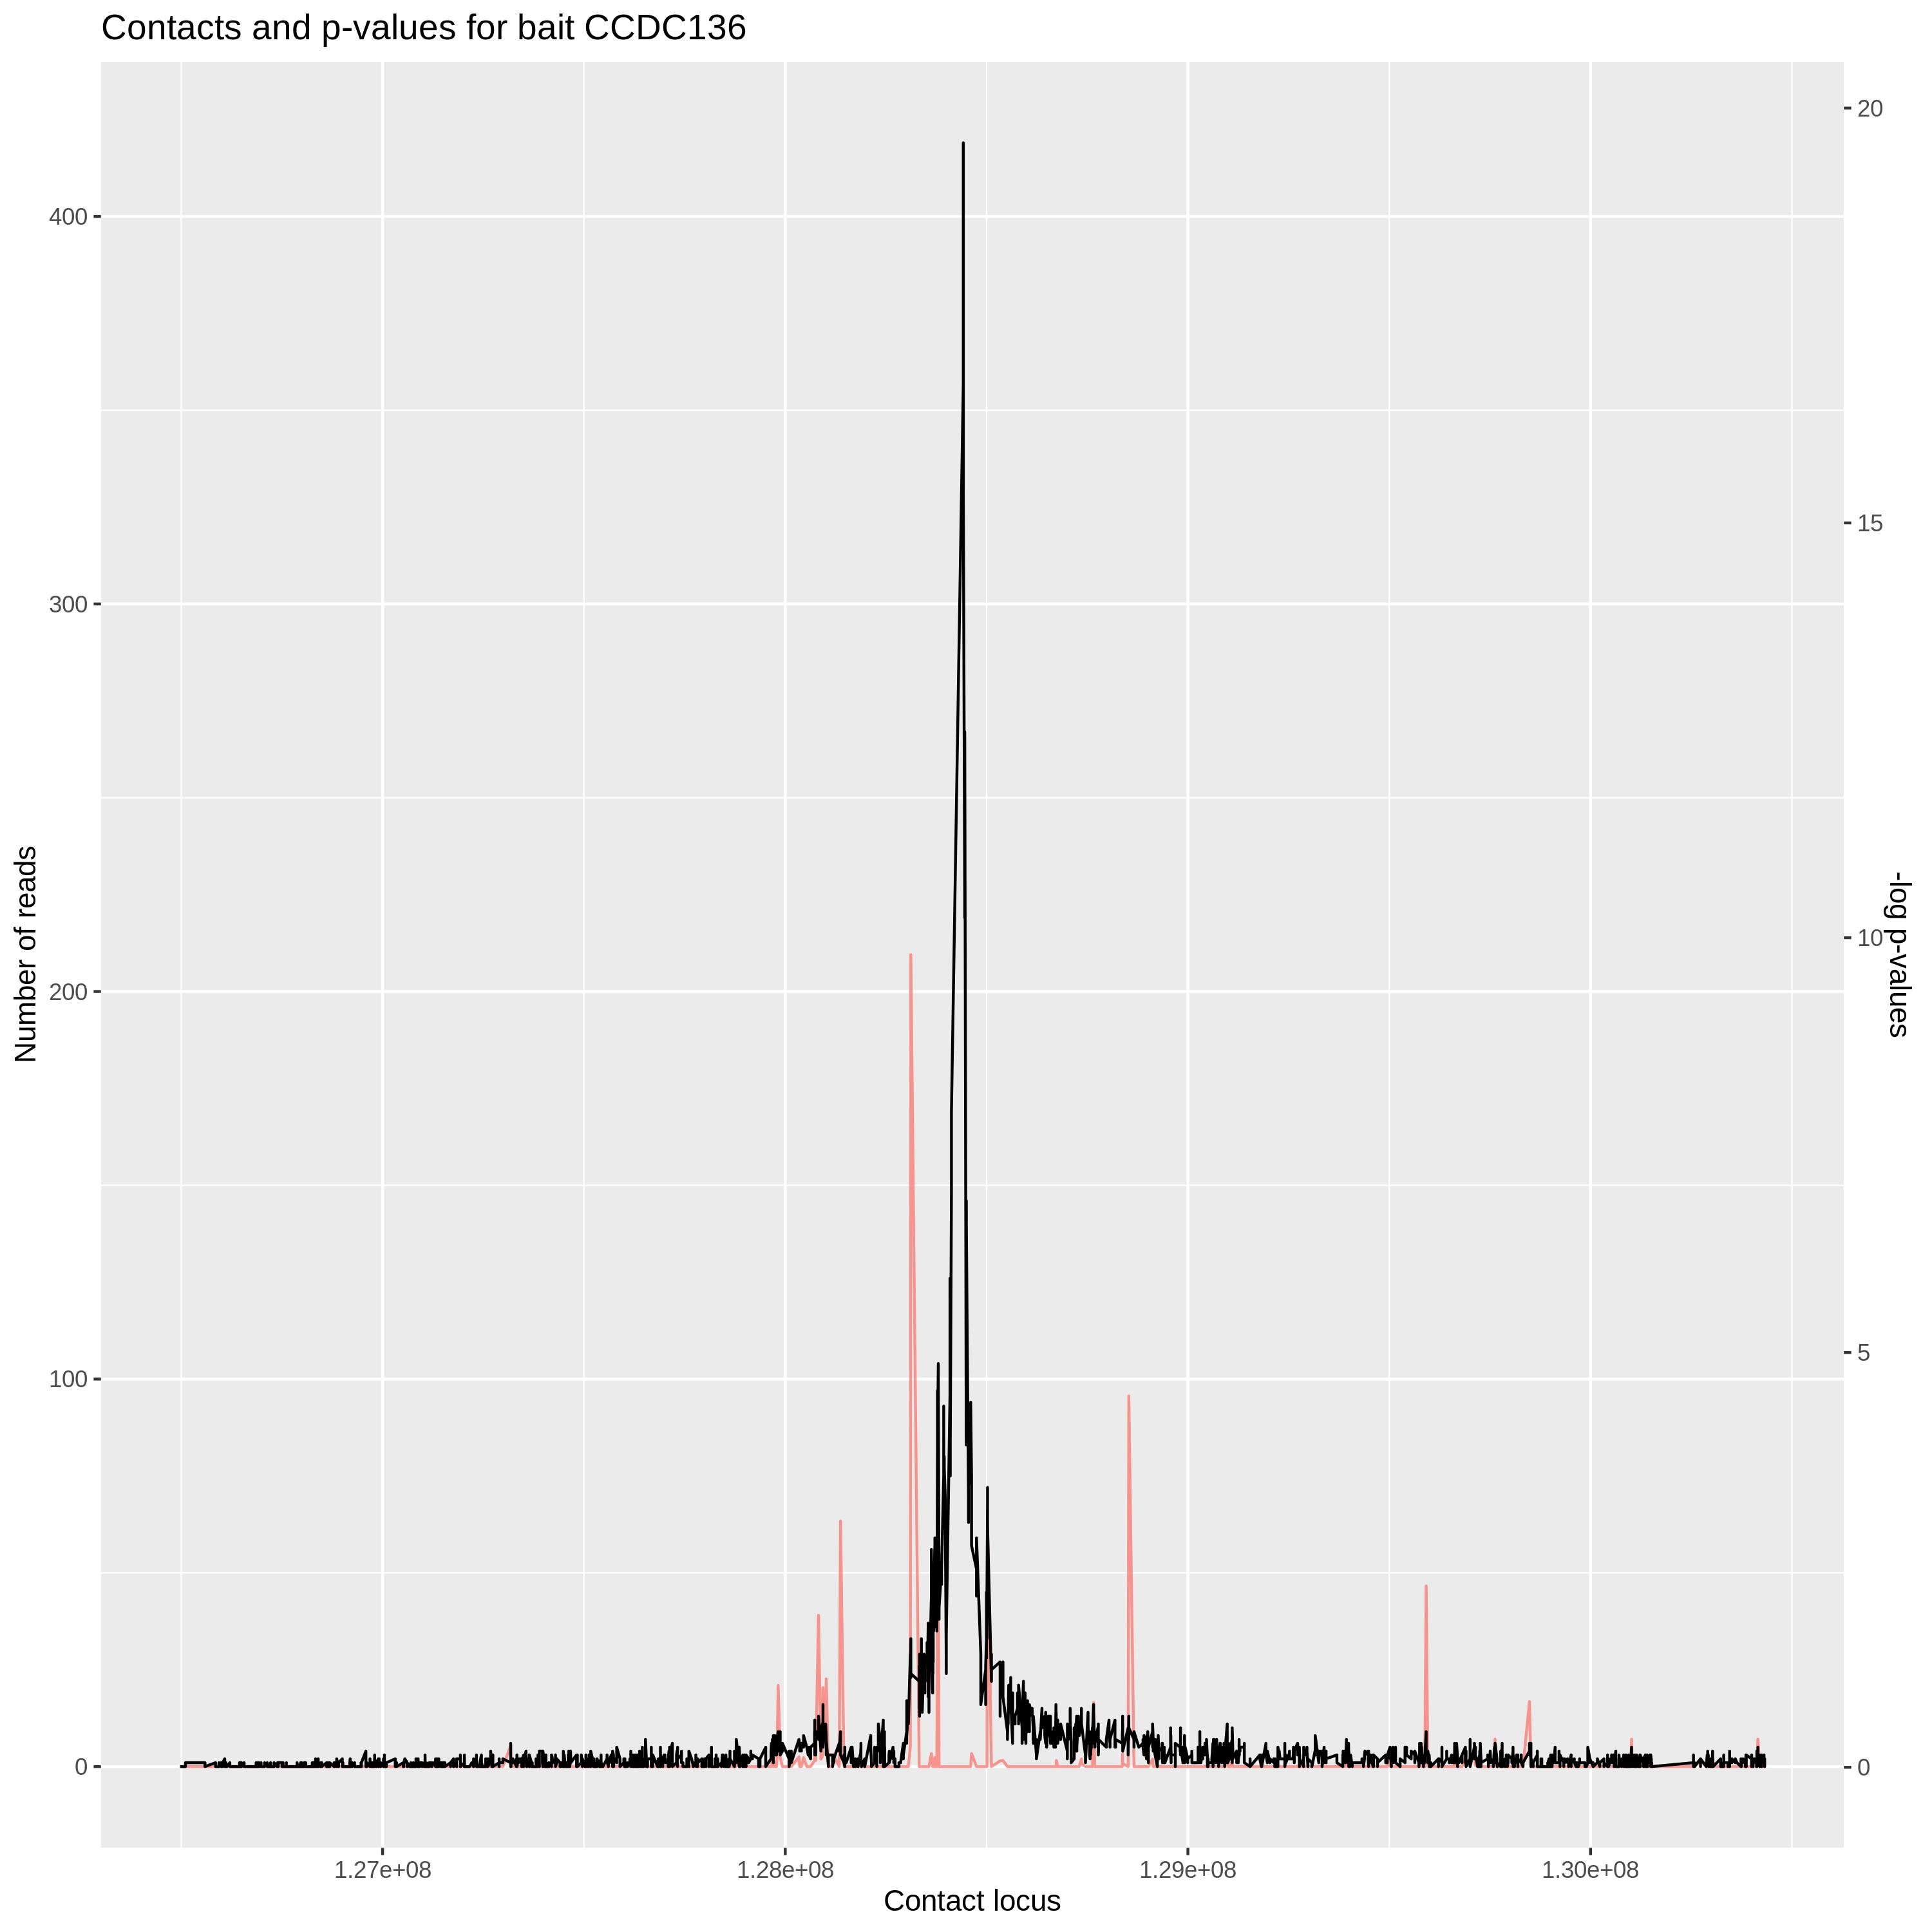 Contacts and p-values for bait CCDC136
20
400
15
300
Number of reads
-log p-values
10
200
5
100
0
0
1.27e+08
1.28e+08
1.29e+08
1.30e+08
Contact locus